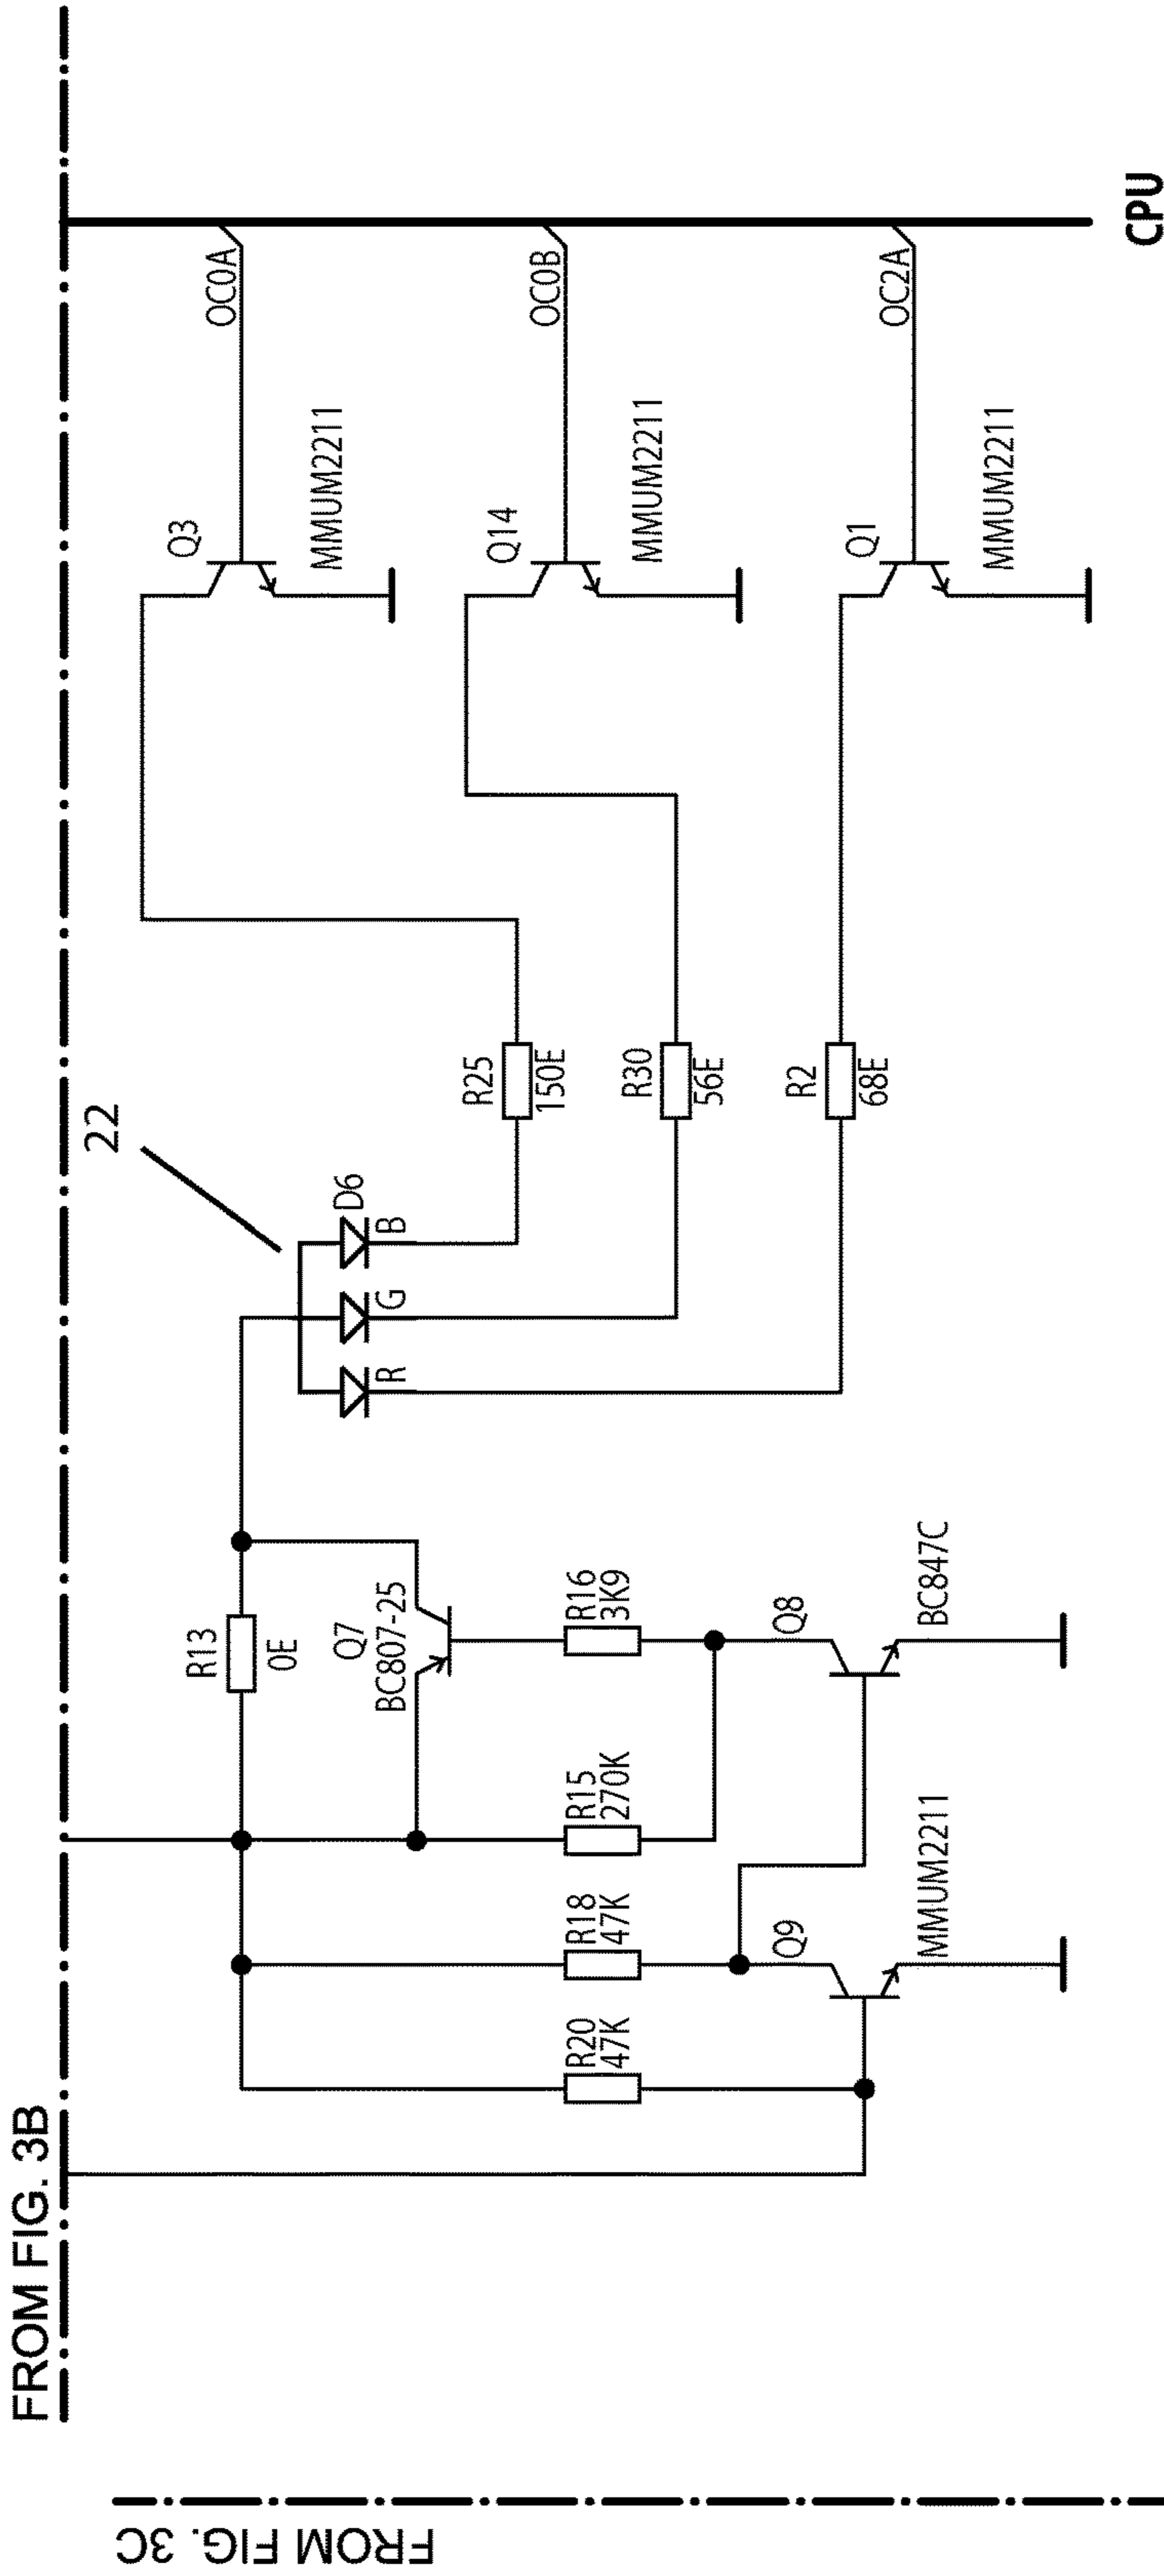 FROM FIG. 3B
FROM FIG. 3C
22
Q3
OC0A
MMUM2211
Q14
OC0B
MMUM2211
Q1
OC2A
MMUM2211
CPU
R25
150E
R30
56E
R2
68E
D6
R
G
B
R13
0E
Q7
BC807-25
R16
3K9
R15
270K
R18
47K
R20
47K
Q8
BC847C
Q9
MMUM2211